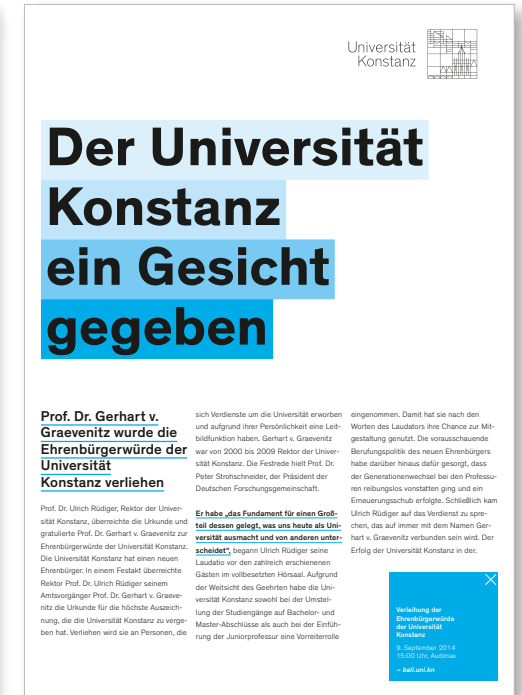 Universität
Konstanz
Der Universität
Konstanz
ein Gesicht
gegeben
Prof. Dr. Gerhart v.
Graevenitz wurde die
Ehrenbürgerwürde der
Universität
Konstanz verliehen
Prof. Dr. Ulrich Rüdiger, Rektor der Univer-
sität Konstanz, überreichte die Urkunde und
gratulierte Prof. Dr. Gerhart v. Graevenitz zur
Ehrenbürgerwürde der Universität Konstanz.
Die Universität Konstanz hat einen neuen
Ehrenbürger. In einem Festakt überreichte
Rektor Prof. Dr. Ulrich Rüdiger seinem
Amtsvorgänger Prof. Dr. Gerhart v. Graeve-
nitz die Urkunde für die höchste Auszeich-
nung, die die Universität Konstanz zu verge-
ben hat. Verliehen wird sie an Personen, die
sich Verdienste um die Universität erworben
und aufgrund ihrer Persönlichkeit eine Leit-
bildfunktion haben. Gerhart v. Graevenitz
war von 2000 bis 2009 Rektor der Univer-
sität Konstanz. Die Festrede hielt Prof. Dr.
Peter Strohschneider, der Präsident der
Deutschen Forschungsgemeinschaft.
Er habe „das Fundament für einen Groß-
teil dessen gelegt, was uns heute als Uni-
versität ausmacht und von anderen unter-
scheidet“, begann Ulrich Rüdiger seine
Laudatio vor den zahlreich erschienenen
Gästen im vollbesetzten Hörsaal. Aufgrund
der Weitsicht des Geehrten habe die Uni-
versität Konstanz sowohl bei der Umstel-
lung der Studiengänge auf Bachelor- und
Master-Abschlüsse als auch bei der Einfüh-
rung der Juniorprofessur eine Vorreiterrolle
eingenommen. Damit hat sie nach den
Worten des Laudators ihre Chance zur Mit-
gestaltung genutzt. Die vorausschauende
Berufungspolitik des neuen Ehrenbürgers
habe darüber hinaus dafür gesorgt, dass
der Generationenwechsel bei den Professu-
ren reibungslos vonstatten ging und ein
Erneuerungsschub erfolgte. Schließlich kam
Ulrich Rüdiger auf das Verdienst zu spre-
chen, das auf immer mit dem Namen Ger-
hart v. Graevenitz verbunden sein wird. Der
Erfolg der Universität Konstanz in der.
Verleihung der
Ehrenbürgerwürde
der Universität
Konstanz
9. September 2014
15:00 Uhr, Audimax
– ball.uni.kn